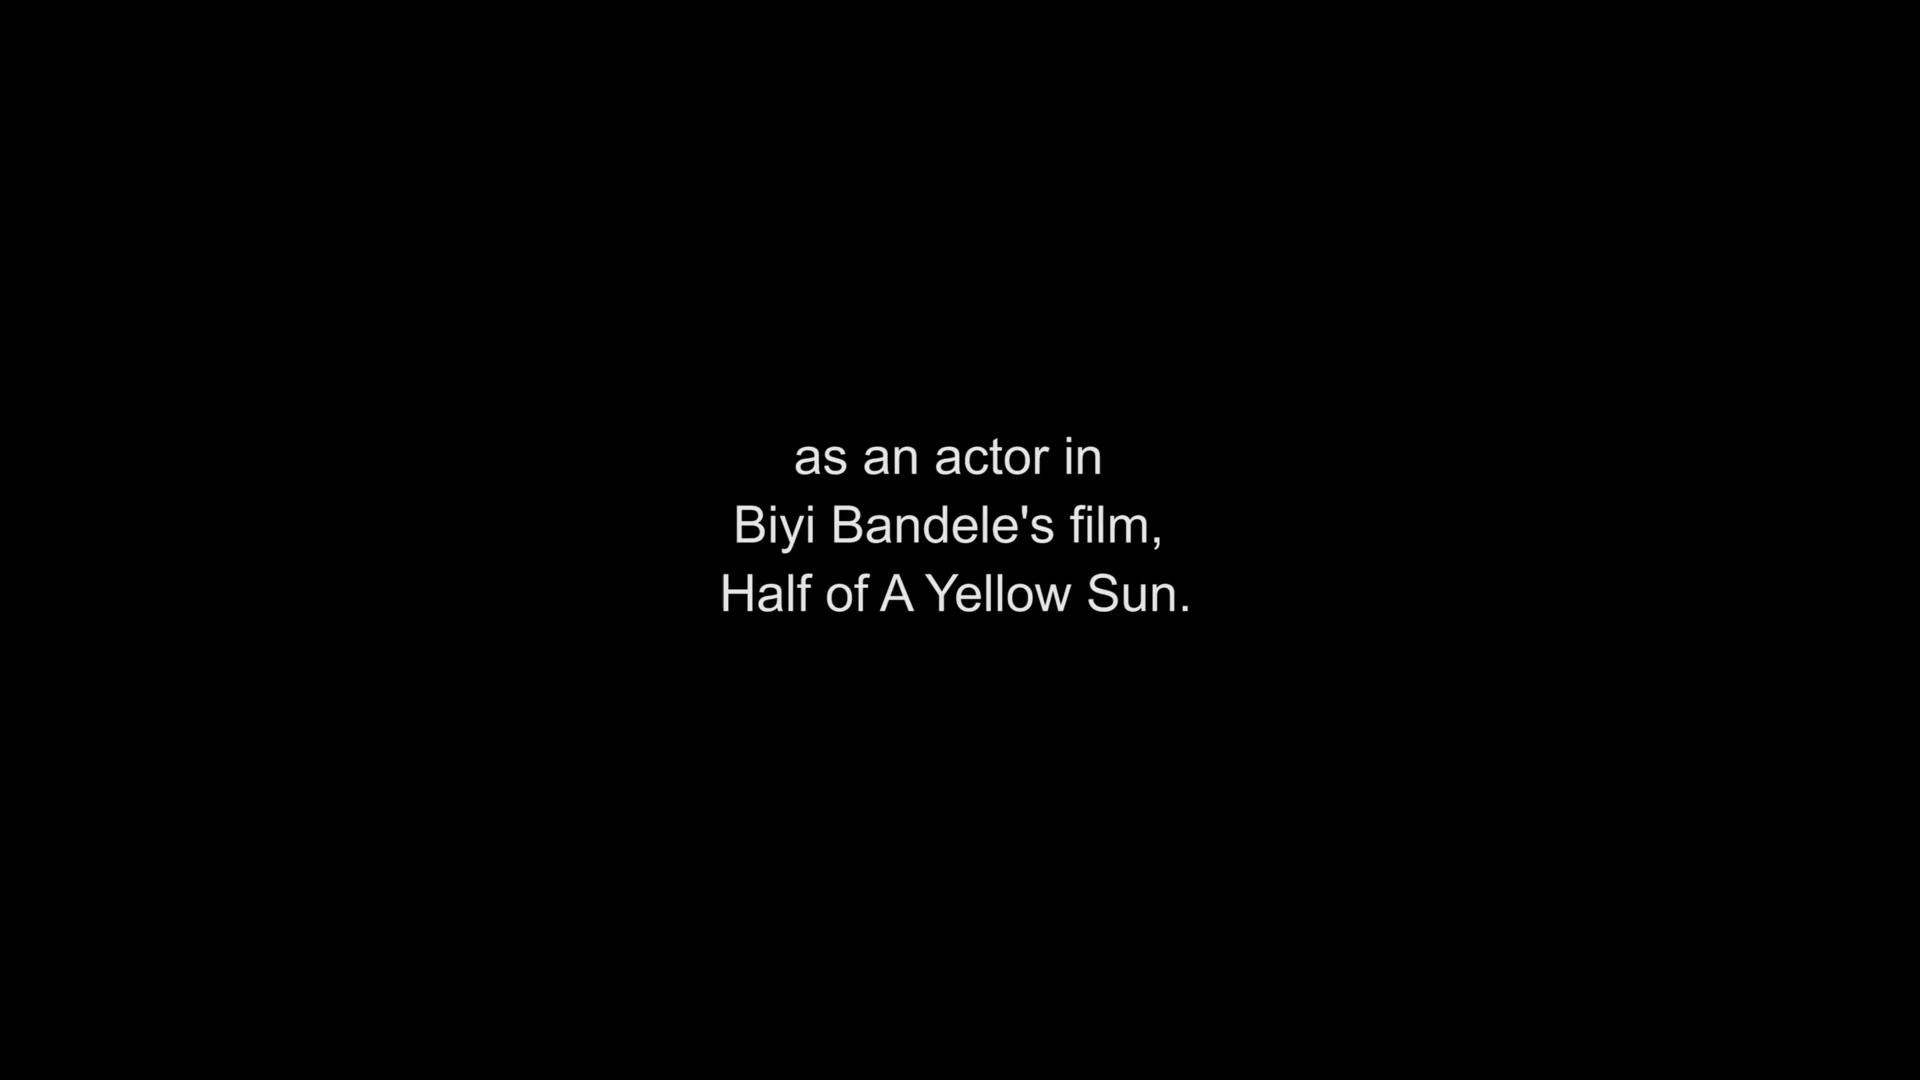 as an actor in
Biyi Bandele's film,
Half of A Yellow Sun.